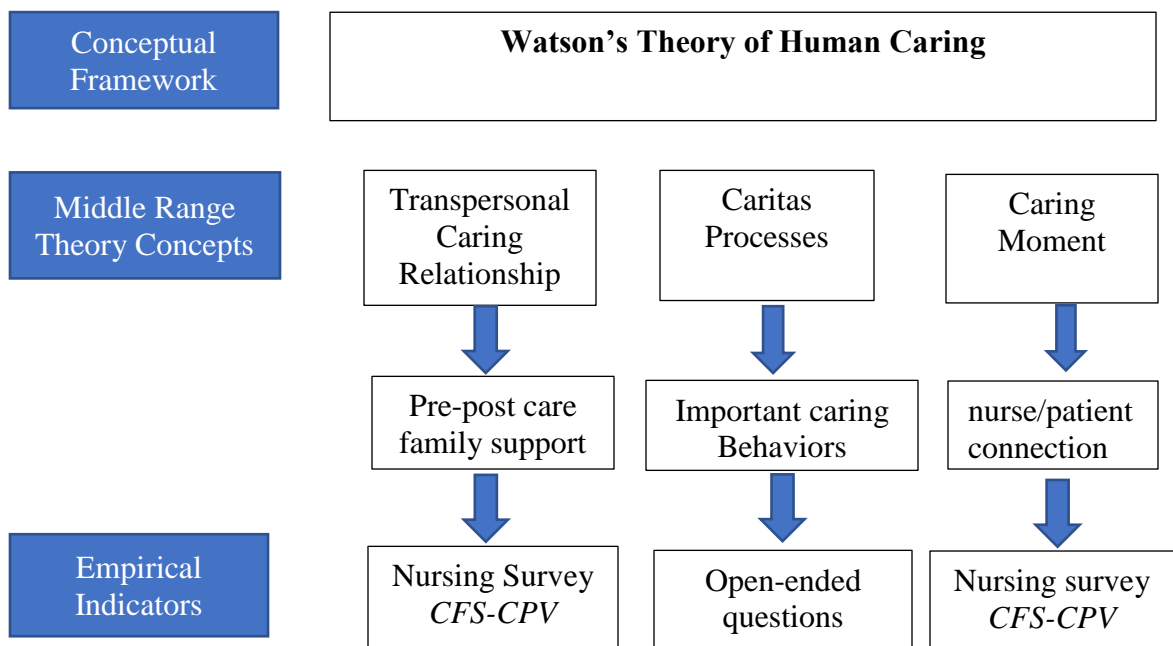 Conceptual
Framework
Watson’s Theory of Human Caring
Middle Range
Theory Concepts
Transpersonal
Caring
Relationship
Caritas
Processes
Caring
Moment
Pre-post care
family support
Important caring
Behaviors
nurse/patient
connection
Empirical
Indicators
Nursing Survey
CFS-CPV
Open-ended
questions
Nursing survey
CFS-CPV